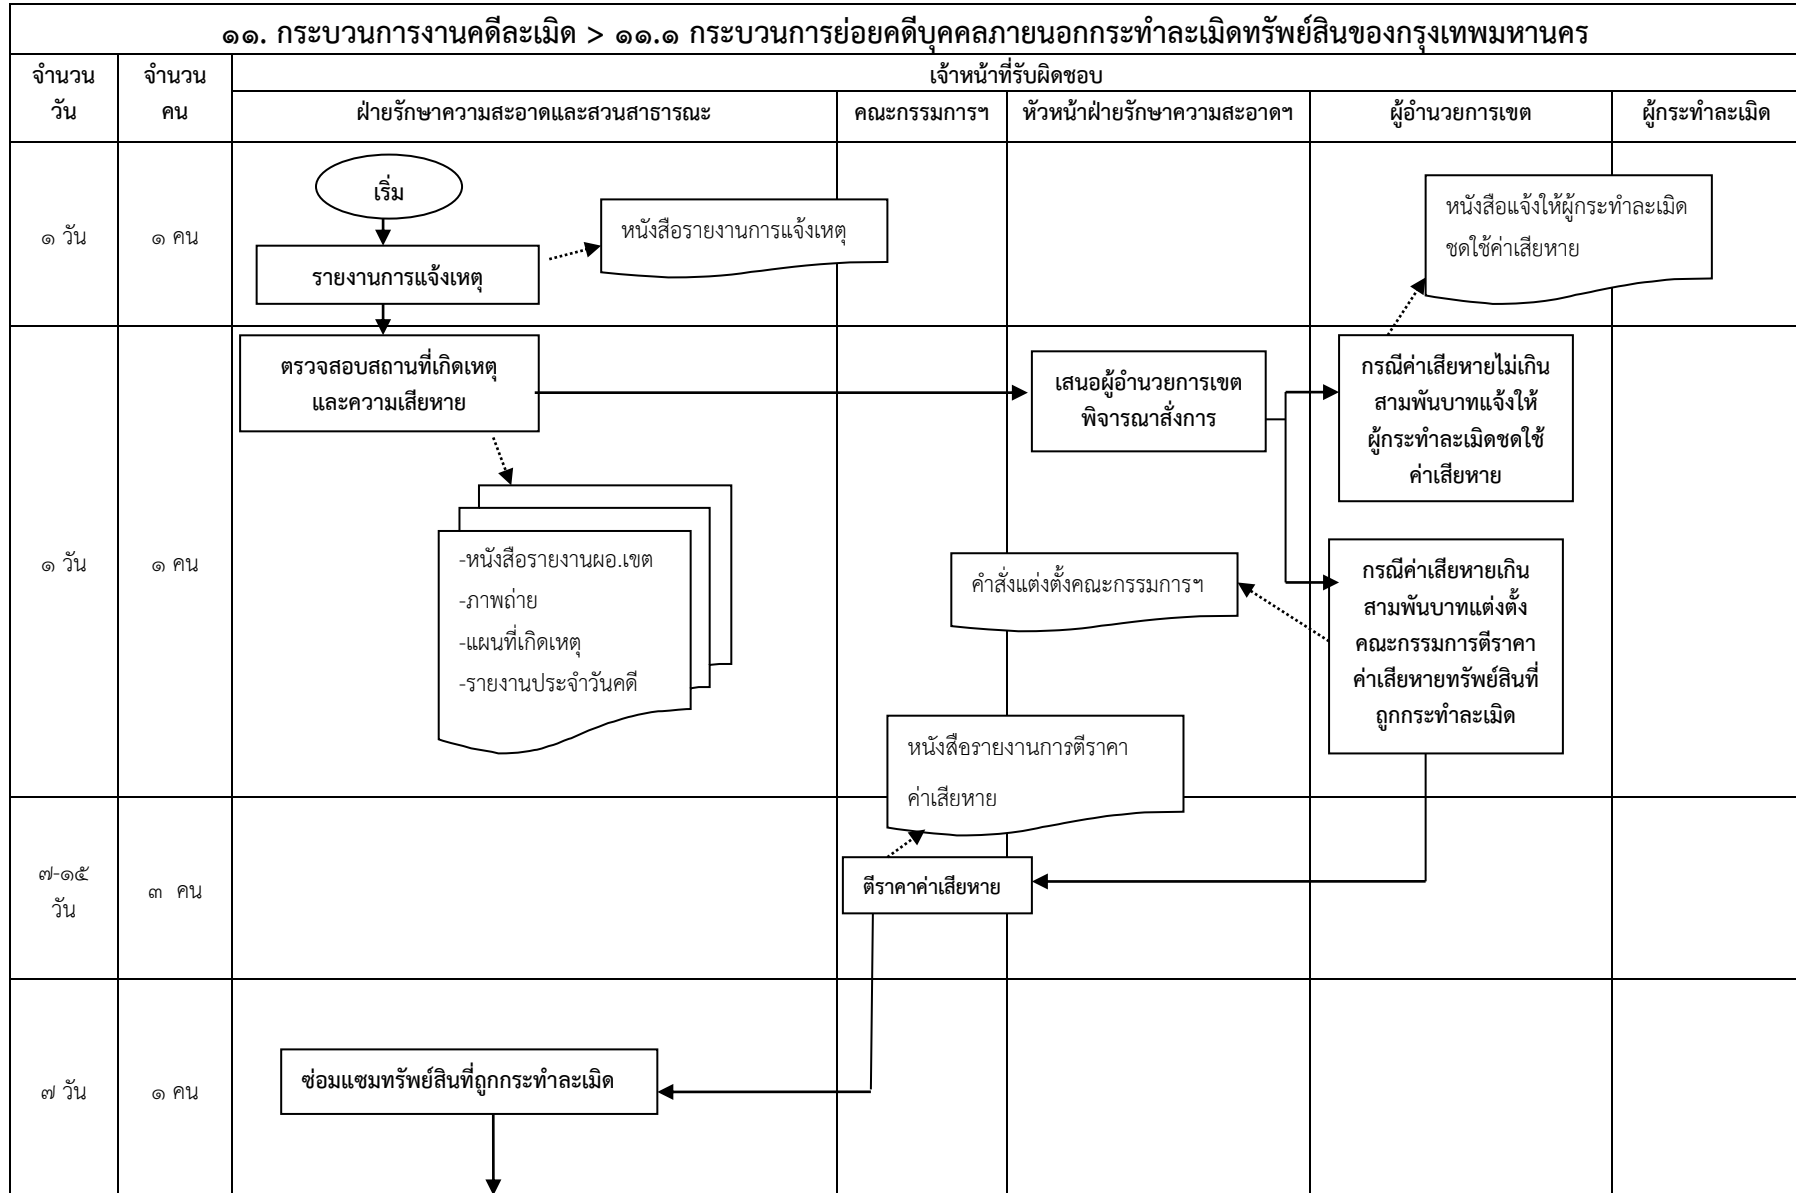 ๑๑. กระบวนการงานคดีละเมิด > ๑๑.๑ กระบวนการย่อยคดีบุคคลภายนอกกระทำละเมิดทรัพย์สินของกรุงเทพมหานคร
จำนวน
วัน
จำนวน
คน
เจ้าหน้าที่รับผิดชอบ
ฝ่ายรักษาความสะอาดและสวนสาธารณะ
คณะกรรมการฯ
หัวหน้าฝ่ายรักษาความสะอาดฯ
ผู้อำนวยการเขต
ผู้กระทำละเมิด
๑ วัน
๑ คน
เริ่ม
รายงานการแจ้งเหตุ
หนังสือรายงานการแจ้งเหตุ
หนังสือแจ้งให้ผู้กระทำละเมิด
ชดใช้ค่าเสียหาย
๑ วัน
๑ คน
ตรวจสอบสถานที่เกิดเหตุ
และความเสียหาย
เสนอผู้อำนวยการเขต
พิจารณาสั่งการ
กรณีค่าเสียหายไม่เกิน
สามพันบาทแจ้งให้
ผู้กระทำละเมิดชดใช้
ค่าเสียหาย
-หนังสือรายงานผอ.เขต
-ภาพถ่าย
-แผนที่เกิดเหตุ
-รายงานประจำวันคดี
คำสั่งแต่งตั้งคณะกรรมการฯ
กรณีค่าเสียหายเกิน
สามพันบาทแต่งตั้ง
คณะกรรมการตีราคา
ค่าเสียหายทรัพย์สินที่
ถูกกระทำละเมิด
หนังสือรายงานการตีราคา
ค่าเสียหาย
๗-๑๕
วัน
๓ คน
ตีราคาค่าเสียหาย
๗ วัน
๑ คน
ซ่อมแซมทรัพย์สินที่ถูกกระทำละเมิด